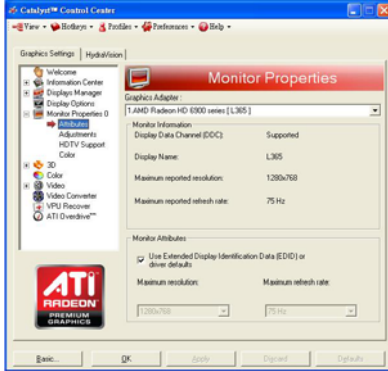 Catalyst™ Control Center
View Hotkeys Profiles Preferences Help
Graphics Settings HydraVision
Welcome
Information Center
Displays Manager
Display Options
Monitor Properties 0
Attributes
Adjustments
HDTV Support
Color
3D
Color
Video
Video Converter
VPU Recover
ATI Overdrive™
ATI
RADEON
PREMIUM
GRAPHICS
Monitor Properties
Graphics Adapter:
1.AMD Radeon HD 6900 series [ L365 ]
Monitor Information
Display Data Channel (DDC): Supported
Display Name: L365
Maximum reported resolution: 1280x768
Maximum reported refresh rate: 75 Hz
Monitor Attributes
Use Extended Display Identification Data (EDID) or
driver defaults
Maximum resolution: Maximum refresh rate:
1280x768 75 Hz
Basic... OK Apply Discard Defaults